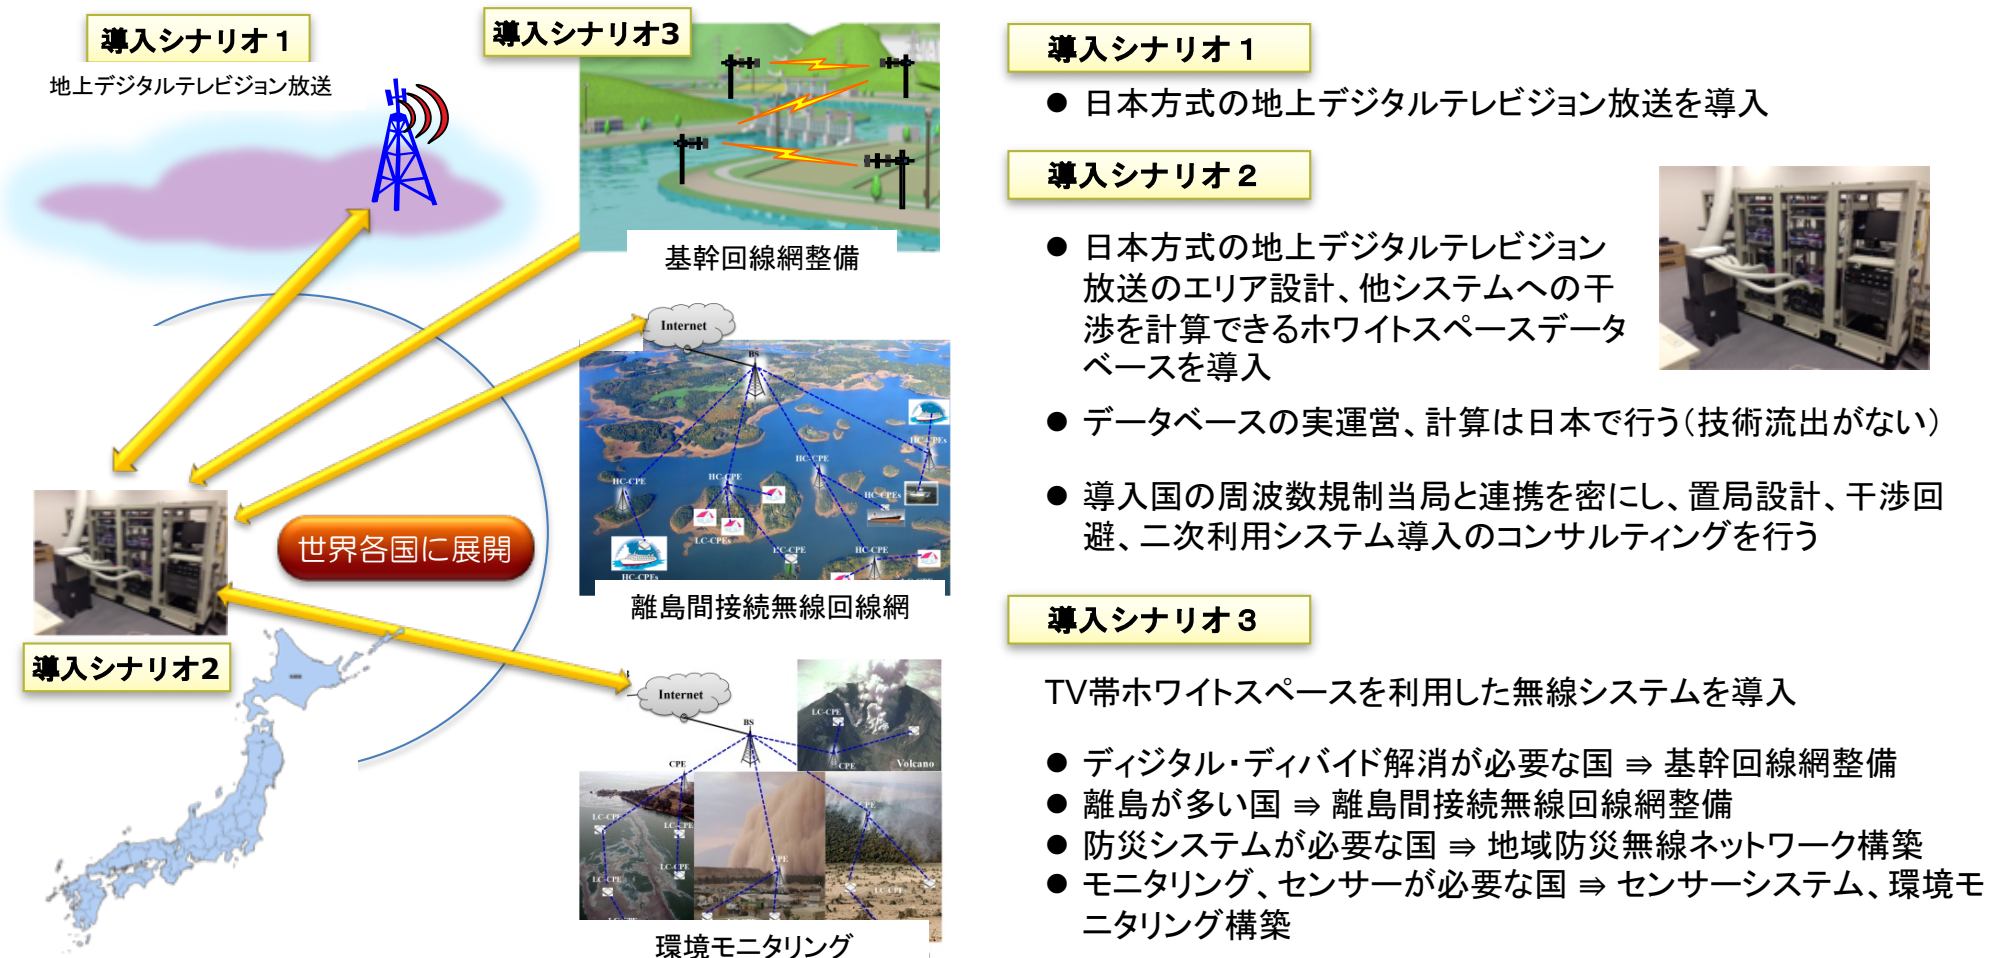 導入シナリオ１
地上デジタルテレビジョン放送
導入シナリオ3
基幹回線網整備
Internet
BS
HC-CPEs
HC-CPE
HC-CPE
HC-CPE
HC-CPEs
LC-CPEs
LC-CPE
HC-CPE
HC-CPEs
離島間接続無線回線網
世界各国に展開
導入シナリオ2
Internet
BS
LC-CPE
CPE
Volcano
CPE
LC-CPE
LC-CPE
CPE
LC-CPE
CPE
LC-CPE
LC-CPE
環境モニタリング
導入シナリオ１
● 日本方式の地上デジタルテレビジョン放送を導入
導入シナリオ２
● 日本方式の地上デジタルテレビジョン
放送のエリア設計、他システムへの干
渉を計算できるホワイトスペースデータ
ベースを導入
● データベースの実運営、計算は日本で行う（技術流出がない）
● 導入国の周波数規制当局と連携を密にし、置局設計、干渉回
避、二次利用システム導入のコンサルティングを行う
導入シナリオ３
TV帯ホワイトスペースを利用した無線システムを導入
● ディジタル・ディバイド解消が必要な国 ⇛ 基幹回線網整備
● 離島が多い国 ⇛ 離島間接続無線回線網整備
● 防災システムが必要な国 ⇛ 地域防災無線ネットワーク構築
● モニタリング、センサーが必要な国 ⇛ センサーシステム、環境モ
ニタリング構築